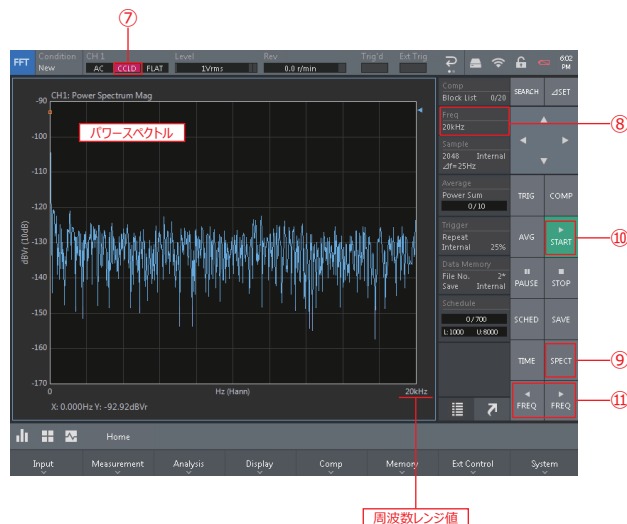 ⑦
FFT
Condition
New
CH 1
AC CCLD FLAT
Level
1Vrms
Rev
0.0 r/min
Trig'd Ext Trig
6:02
PM
CH1: Power Spectrum Mag
パワースペクトル
dBVr (10dB)
-90
-100
-110
-120
-130
-140
-150
-160
-170
0
Hz (Hann)
20kHz
X: 0.000Hz Y: -92.92dBVr
Comp
Block List 0/20
Freq
20kHz
Sample
2048 Internal
⊿f=25Hz
Average
Power Sum
0/10
Trigger
Repeat
Internal 25%
Data Memory
File No. 2*
Save Internal
Schedule
0/700
L:1000 U:8000
SEARCH ⊿SET
⑧
TRIG COMP
AVG START
⑩
PAUSE STOP
SCHED SAVE
TIME SPECT
⑨
FREQ FREQ
⑪
Home
Input Measurement Analysis Display Comp Memory Ext Control System
周波数レンジ値